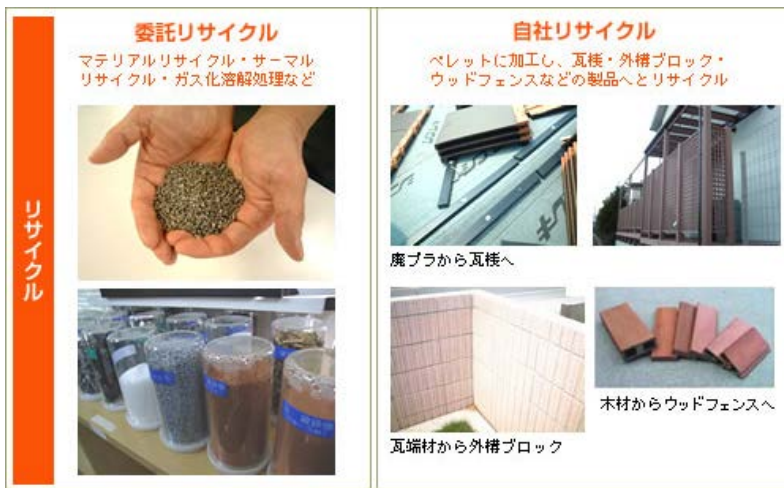 リサイクル
委託リサイクル
マテリアルリサイクル・サーマル
リサイクル・ガス化溶解処理など
自社リサイクル
ペレットに加工し、瓦桟・外構ブロック・
ウッドフェンスなどの製品へとリサイクル
廃プラから瓦桟へ
瓦端材から外構ブロック
木材からウッドフェンスへ